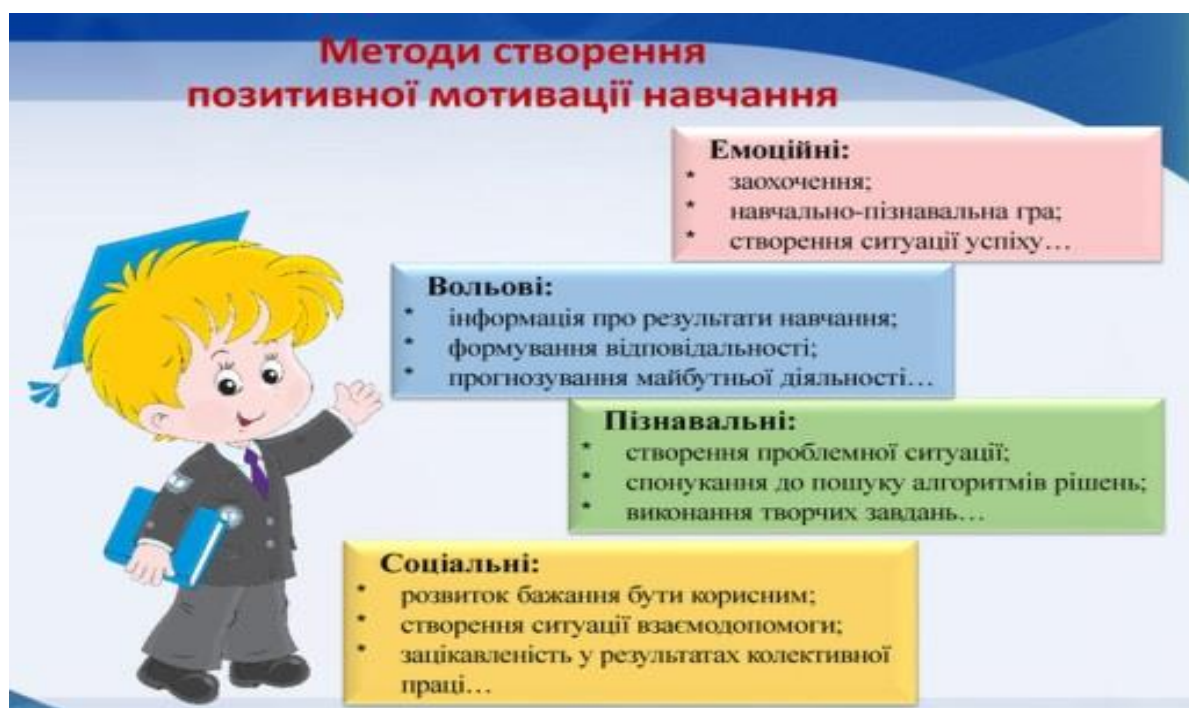 Методи створення
позитивної мотивації навчання
Емоційні:
* заохочення;
* навчально-пізнавальна гра;
* створення ситуації успіху…
Вольові:
* інформація про результати навчання;
* формування відповідальності;
* прогнозування майбутньої діяльності…
Пізнавальні:
* створення проблемної ситуації;
* спонукання до пошуку алгоритмів рішень;
* виконання творчих завдань…
Соціальні:
* розвиток бажання бути корисним;
* створення ситуації взаємодопомоги;
* зацікавленість у результатах колективної
праці…